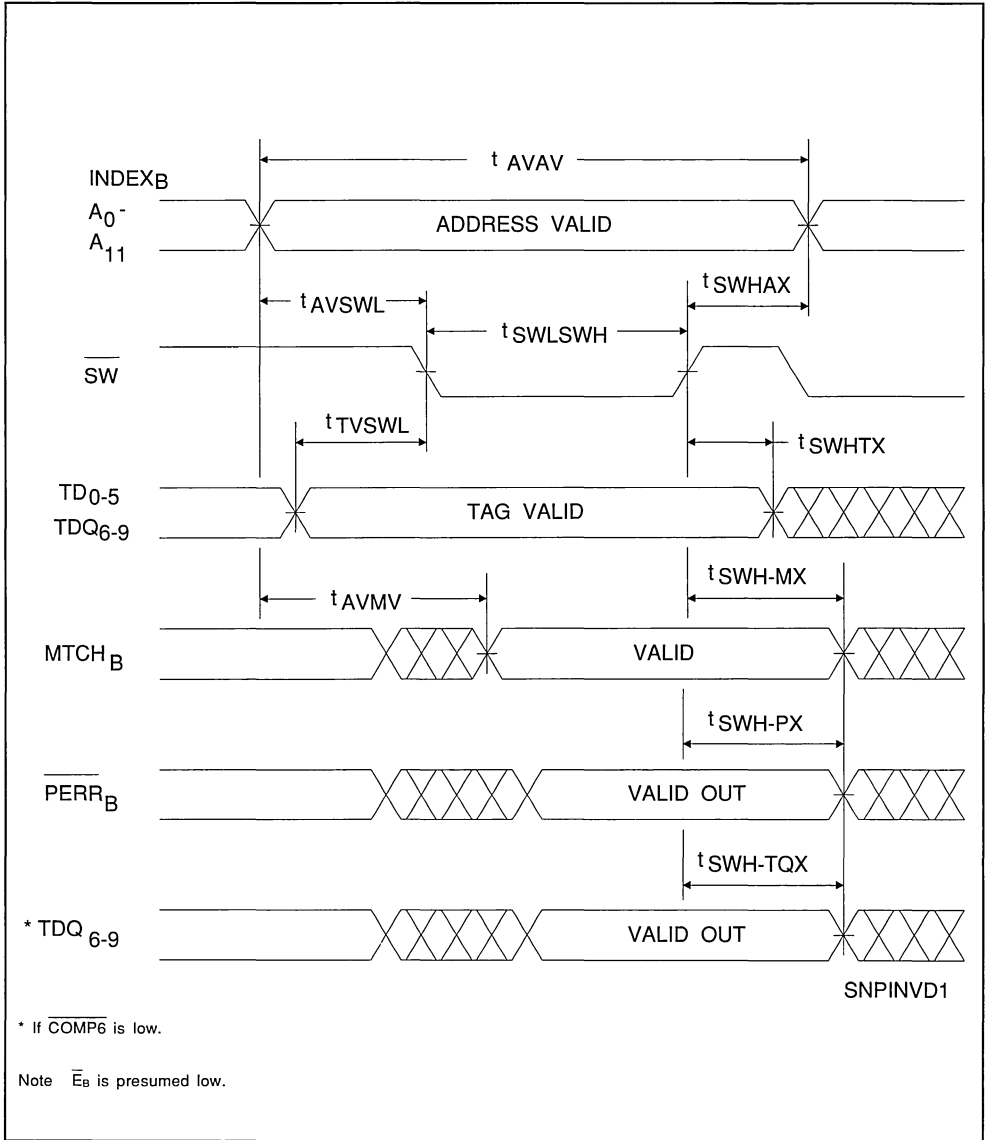 t AVAV
INDEXB
A0-
A11
ADDRESS VALID
t AVSWL
t SWHAX
t SWLSWH
SW
t TVSWL
t SWHTX
TD0-5
TDQ6-9
TAG VALID
t AVMV
t SWH-MX
MTCH B
VALID
t SWH-PX
PERRB
VALID OUT
t SWH-TQX
* TDQ 6-9
VALID OUT
SNPINVD1
* If COMP6 is low.
Note EB is presumed low.